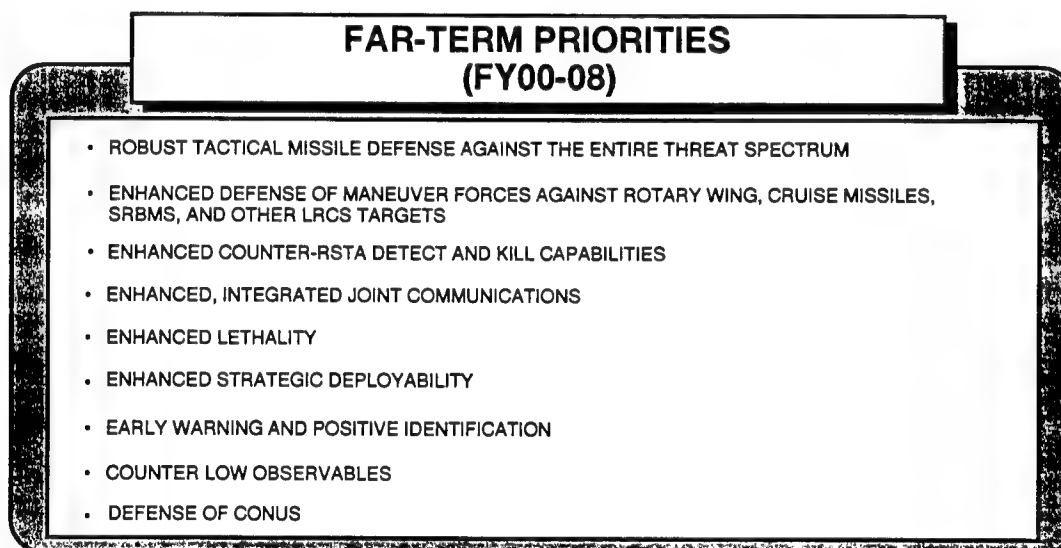 FAR-TERM PRIORITIES
(FY00-08)
• ROBUST TACTICAL MISSILE DEFENSE AGAINST THE ENTIRE THREAT SPECTRUM
• ENHANCED DEFENSE OF MANEUVER FORCES AGAINST ROTARY WING, CRUISE MISSILES,
SRBMS, AND OTHER LRCS TARGETS
• ENHANCED COUNTER-RSTA DETECT AND KILL CAPABILITIES
• ENHANCED, INTEGRATED JOINT COMMUNICATIONS
• ENHANCED LETHALITY
• ENHANCED STRATEGIC DEPLOYABILITY
• EARLY WARNING AND POSITIVE IDENTIFICATION
• COUNTER LOW OBSERVABLES
• DEFENSE OF CONUS